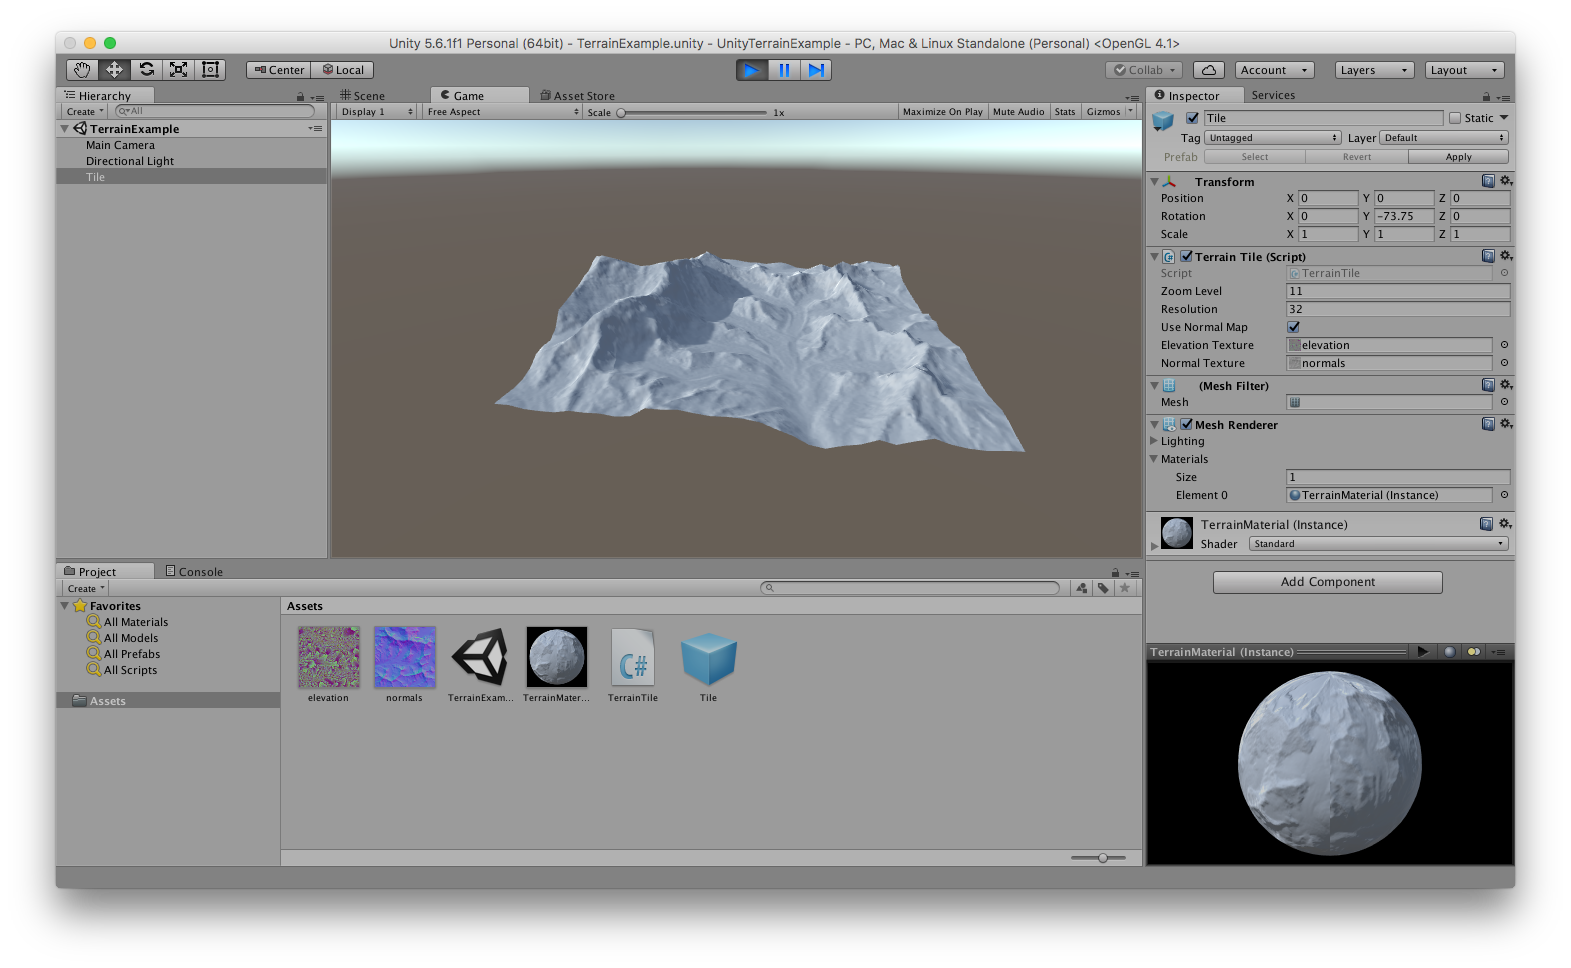 Unity 5.6.1f1 Personal (64bit) - TerrainExample.unity - UnityTerrainExample - PC, Mac & Linux Standalone (Personal) <OpenGL 4.1>
Center Local Collab Account Layers Layout
Hierarchy
Create All
TerrainExample
Main Camera
Directional Light
Tile
Scene Game Asset Store
Display 1 Free Aspect Scale 1x Maximize On Play Mute Audio Stats Gizmos
Inspector Services
Tile Static
Tag Untagged Layer Default
Prefab Select Revert Apply
Transform
Position X 0 Y 0 Z 0
Rotation X 0 Y -73.75 Z 0
Scale X 1 Y 1 Z 1
Terrain Tile (Script)
Script TerrainTile
Zoom Level 11
Resolution 32
Use Normal Map
Elevation Texture elevation
Normal Texture normals
(Mesh Filter)
Mesh
Mesh Renderer
Lighting
Materials
Size 1
Element 0 TerrainMaterial (Instance)
TerrainMaterial (Instance)
Shader Standard
Add Component
TerrainMaterial (Instance)
Project Console
Create
Favorites
All Materials
All Models
All Prefabs
All Scripts
Assets
Assets
elevation normals TerrainExam... TerrainMater... TerrainTile Tile
C#